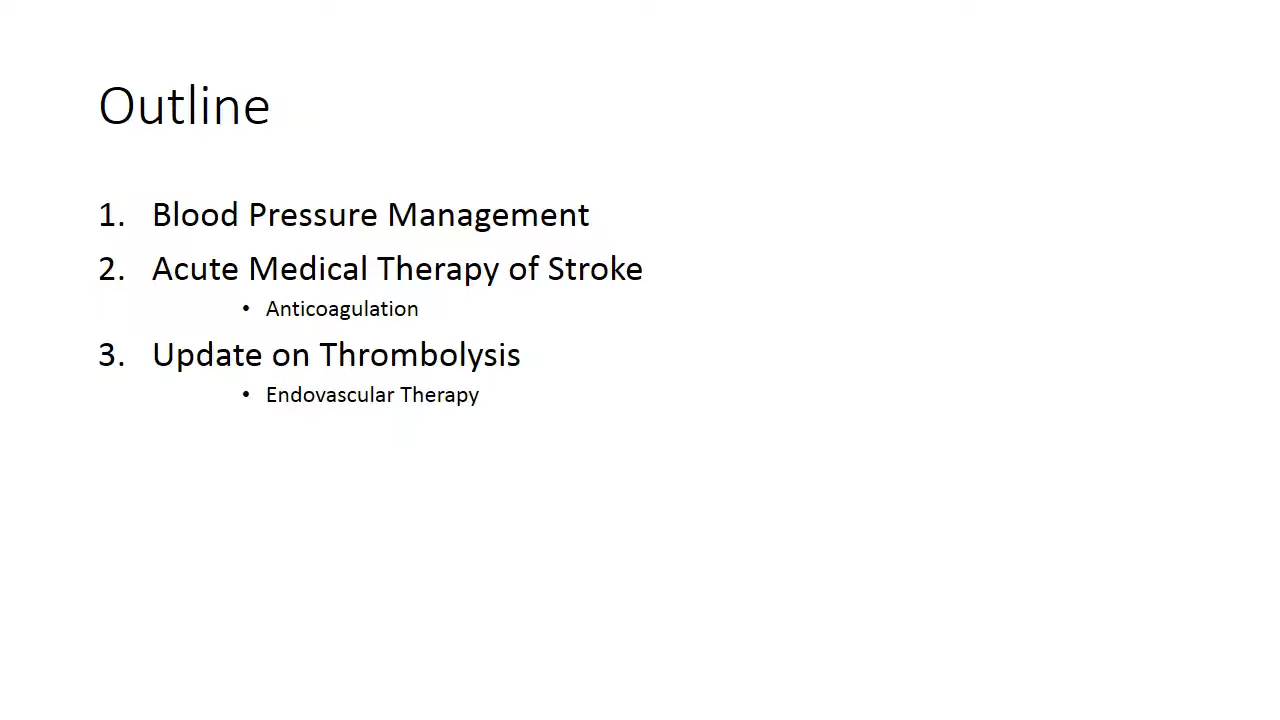 Outline
1. Blood Pressure Management
2. Acute Medical Therapy of Stroke
• Anticoagulation
3. Update on Thrombolysis
• Endovascular Therapy